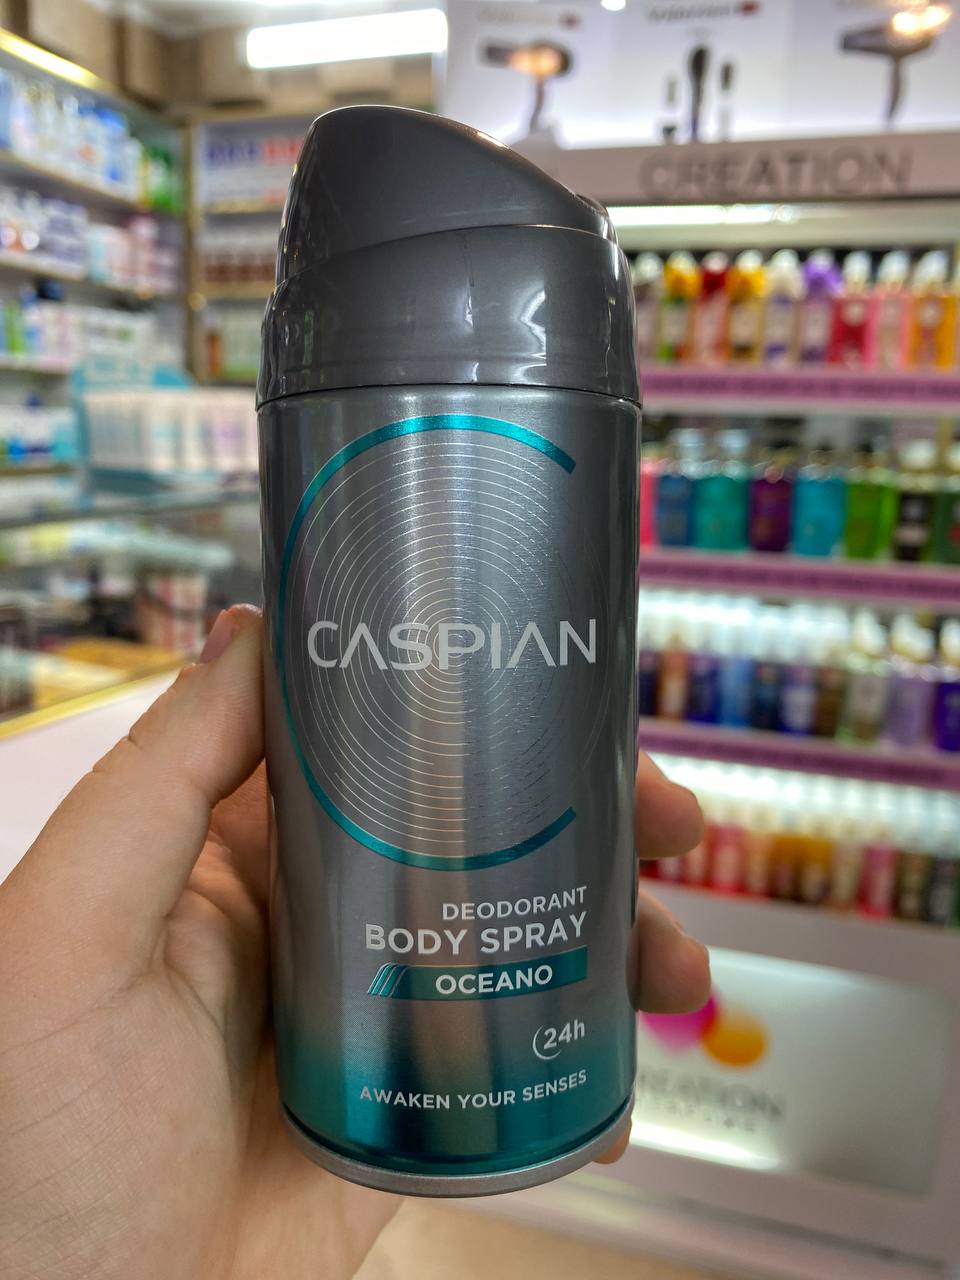 CREATION
CASPIAN
DEODORANT
BODY SPRAY
OCEANO
24h
AWAKEN YOUR SENSES